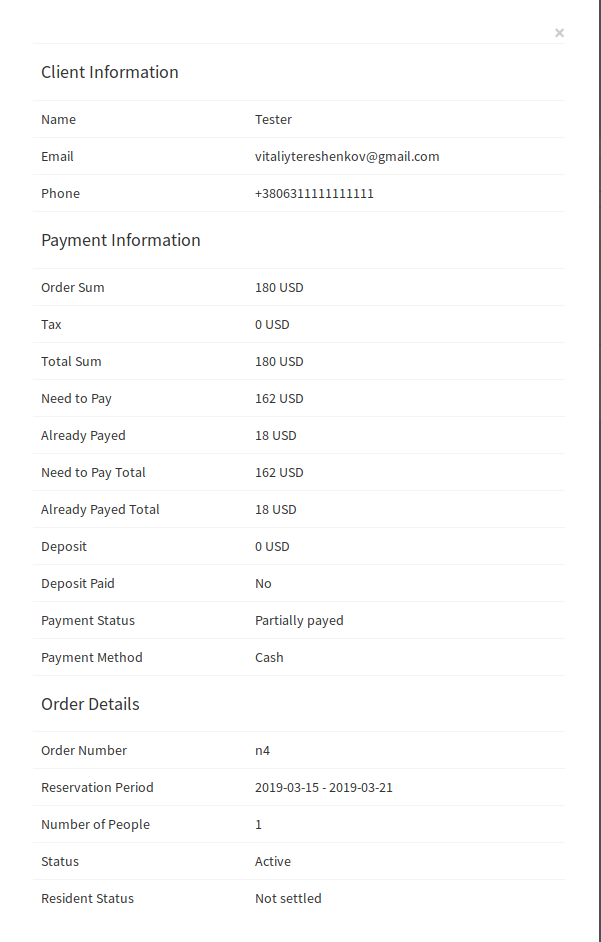 ×
Client Information
Name Tester
Email vitaliytereshenkov@gmail.com
Phone +3806311111111111
Payment Information
Order Sum 180 USD
Tax 0 USD
Total Sum 180 USD
Need to Pay 162 USD
Already Payed 18 USD
Need to Pay Total 162 USD
Already Payed Total 18 USD
Deposit 0 USD
Deposit Paid No
Payment Status Partially payed
Payment Method Cash
Order Details
Order Number n4
Reservation Period 2019-03-15 - 2019-03-21
Number of People 1
Status Active
Resident Status Not settled